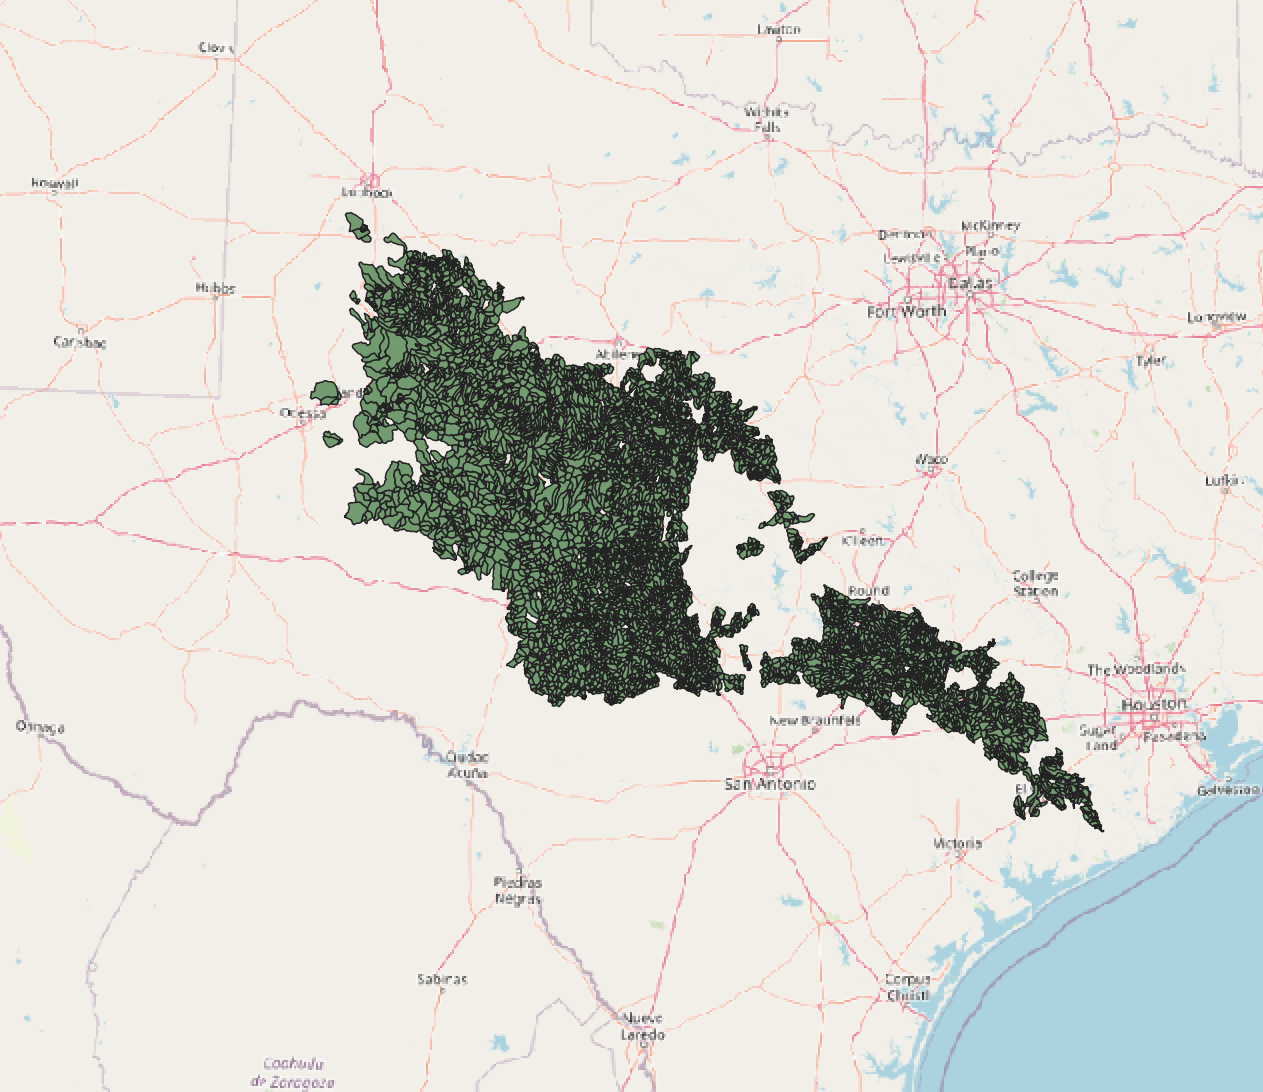 Lawton
Clovis
Wichita
Falls
Roswell
Lubbock
McKinney
Denton
Plano
Lewisville
Hobbs
Dallas
Fort Worth
Longview
Carlsbad
Abilene
Tyler
Odessa
Waco
Lufkin
Killeen
College
Station
Round
The Woodlands
Houston
New Braunfels
Sugar
Land
Pasadena
Ojinaga
Ciudad
Acuña
San Antonio
El
Galveston
Victoria
Piedras
Negras
Sabinas
Corpus
Christi
Nuevo
Laredo
Coahuila
de Zaragoza